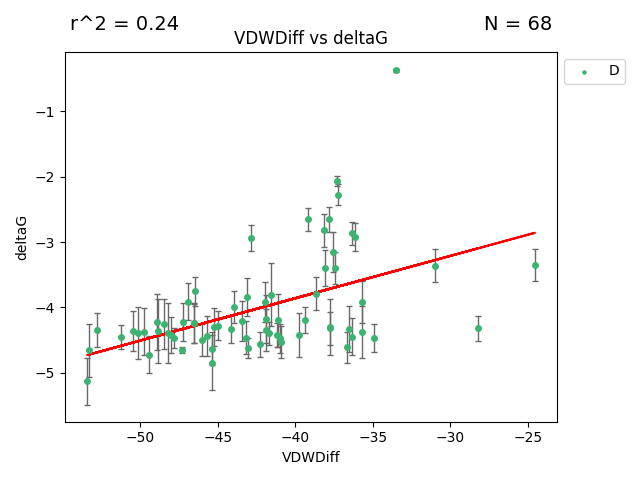 r^2 = 0.24
N = 68
VDWDiff vs deltaG
D
−1
−2
−3
−4
−5
deltaG
−50
−45
−40
−35
−30
−25
VDWDiff